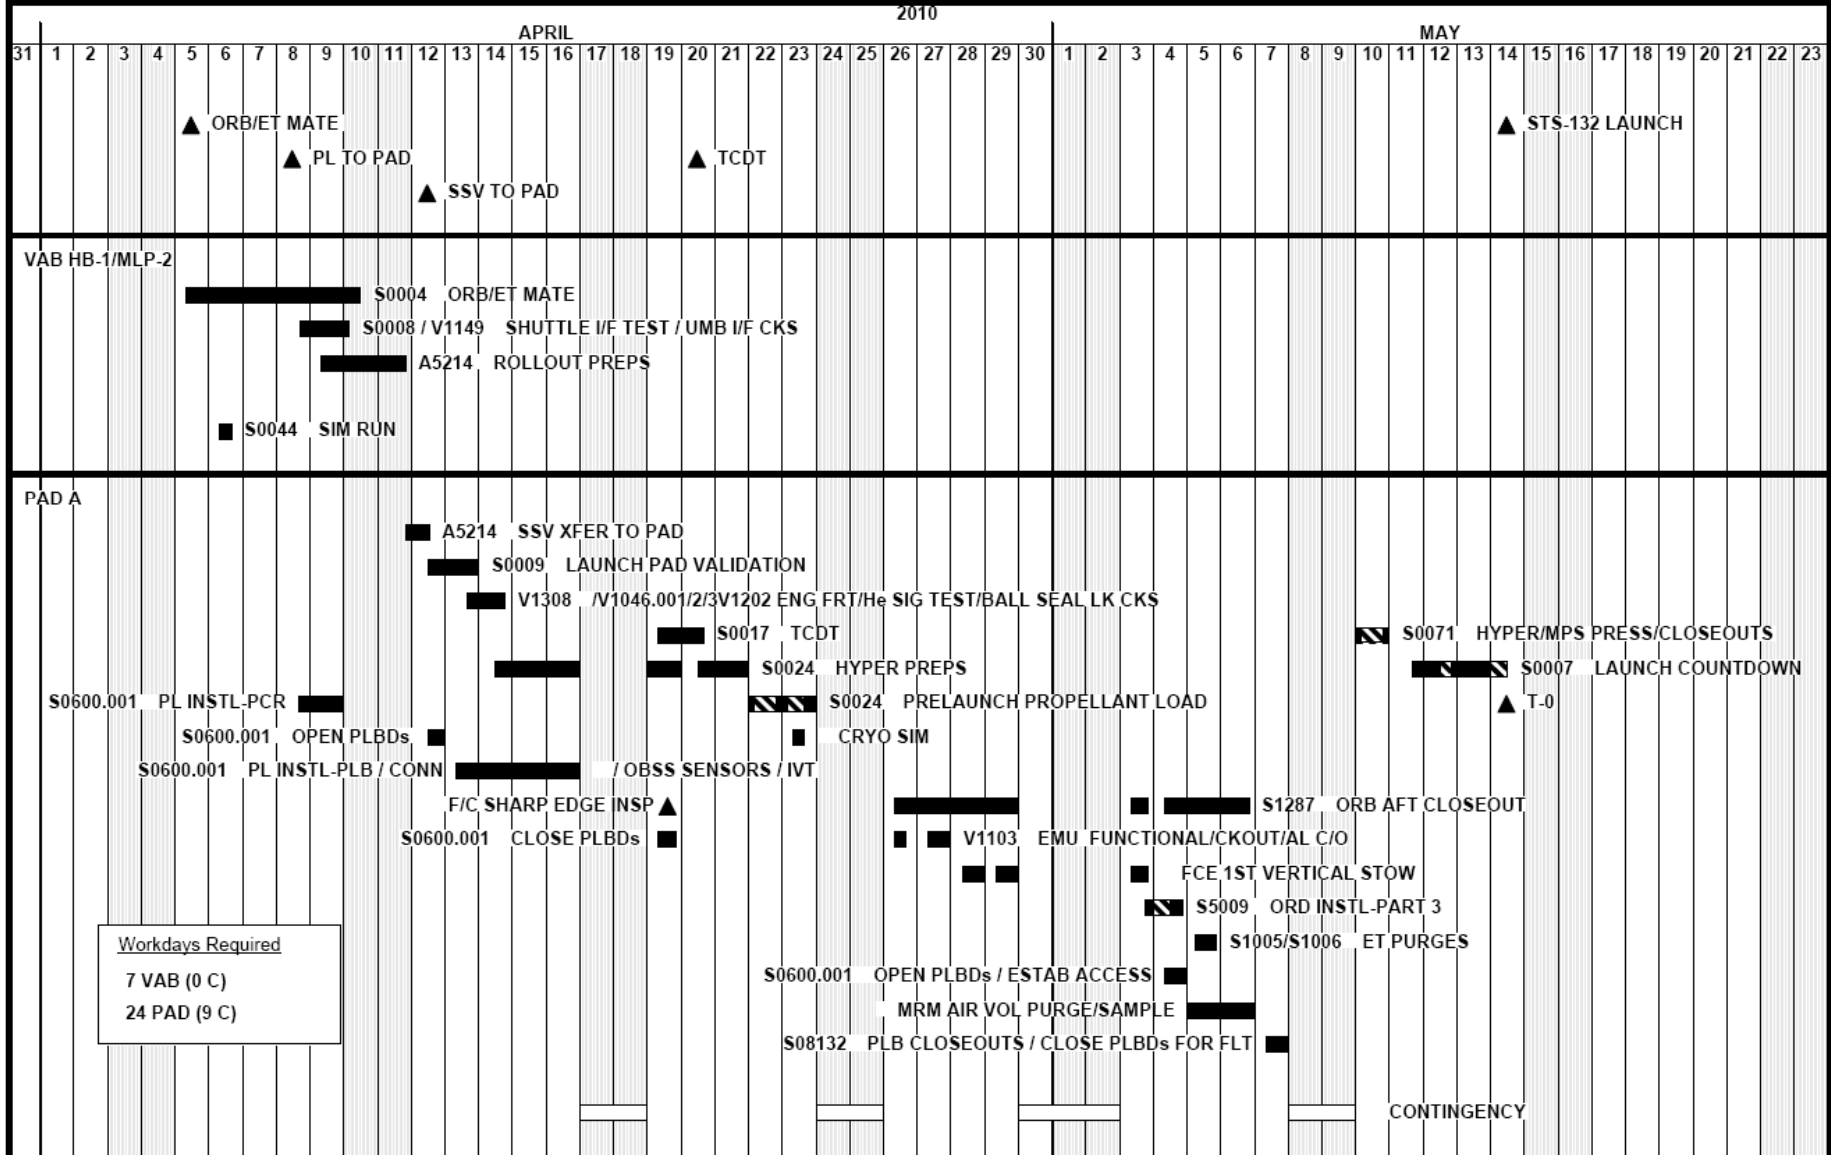 2010
APRIL MAY
31 1 2 3 4 5 6 7 8 9 10 11 12 13 14 15 16 17 18 19 20 21 22 23 24 25 26 27 28 29 30 1 2 3 4 5 6 7 8 9 10 11 12 13 14 15 16 17 18 19 20 21 22 23
ORB/ET MATE STS-132 LAUNCH
PL TO PAD TCDT
SSV TO PAD
VAB HB-1/MLP-2
S0004 ORB/ET MATE
S0008 / V1149 SHUTTLE I/F TEST / UMB I/F CKS
A5214 ROLLOUT PREPS
S0044 SIM RUN
PAD A
A5214 SSV XFER TO PAD
S0009 LAUNCH PAD VALIDATION
V1308 /V1046.001/2/3V1202 ENG FRT/He SIG TEST/BALL SEAL LK CKS
S0017 TCDT S0071 HYPER/MPS PRESS/CLOSEOUTS
S0024 HYPER PREPS S0007 LAUNCH COUNTDOWN
S0600.001 PL INSTL-PCR S0024 PRELAUNCH PROPELLANT LOAD T-0
S0600.001 OPEN PLBDs CRYO SIM
S0600.001 PL INSTL-PLB / CONN / OBSS SENSORS / IVT
F/C SHARP EDGE INSP S1287 ORB AFT CLOSEOUT
S0600.001 CLOSE PLBDs V1103 EMU FUNCTIONAL/CKOUT/AL C/O
FCE 1ST VERTICAL STOW
S5009 ORD INSTL-PART 3
Workdays Required
7 VAB (0 C)
24 PAD (9 C)
S1005/S1006 ET PURGES
S0600.001 OPEN PLBDs / ESTAB ACCESS
MRM AIR VOL PURGE/SAMPLE
S08132 PLB CLOSEOUTS / CLOSE PLBDs FOR FLT
CONTINGENCY